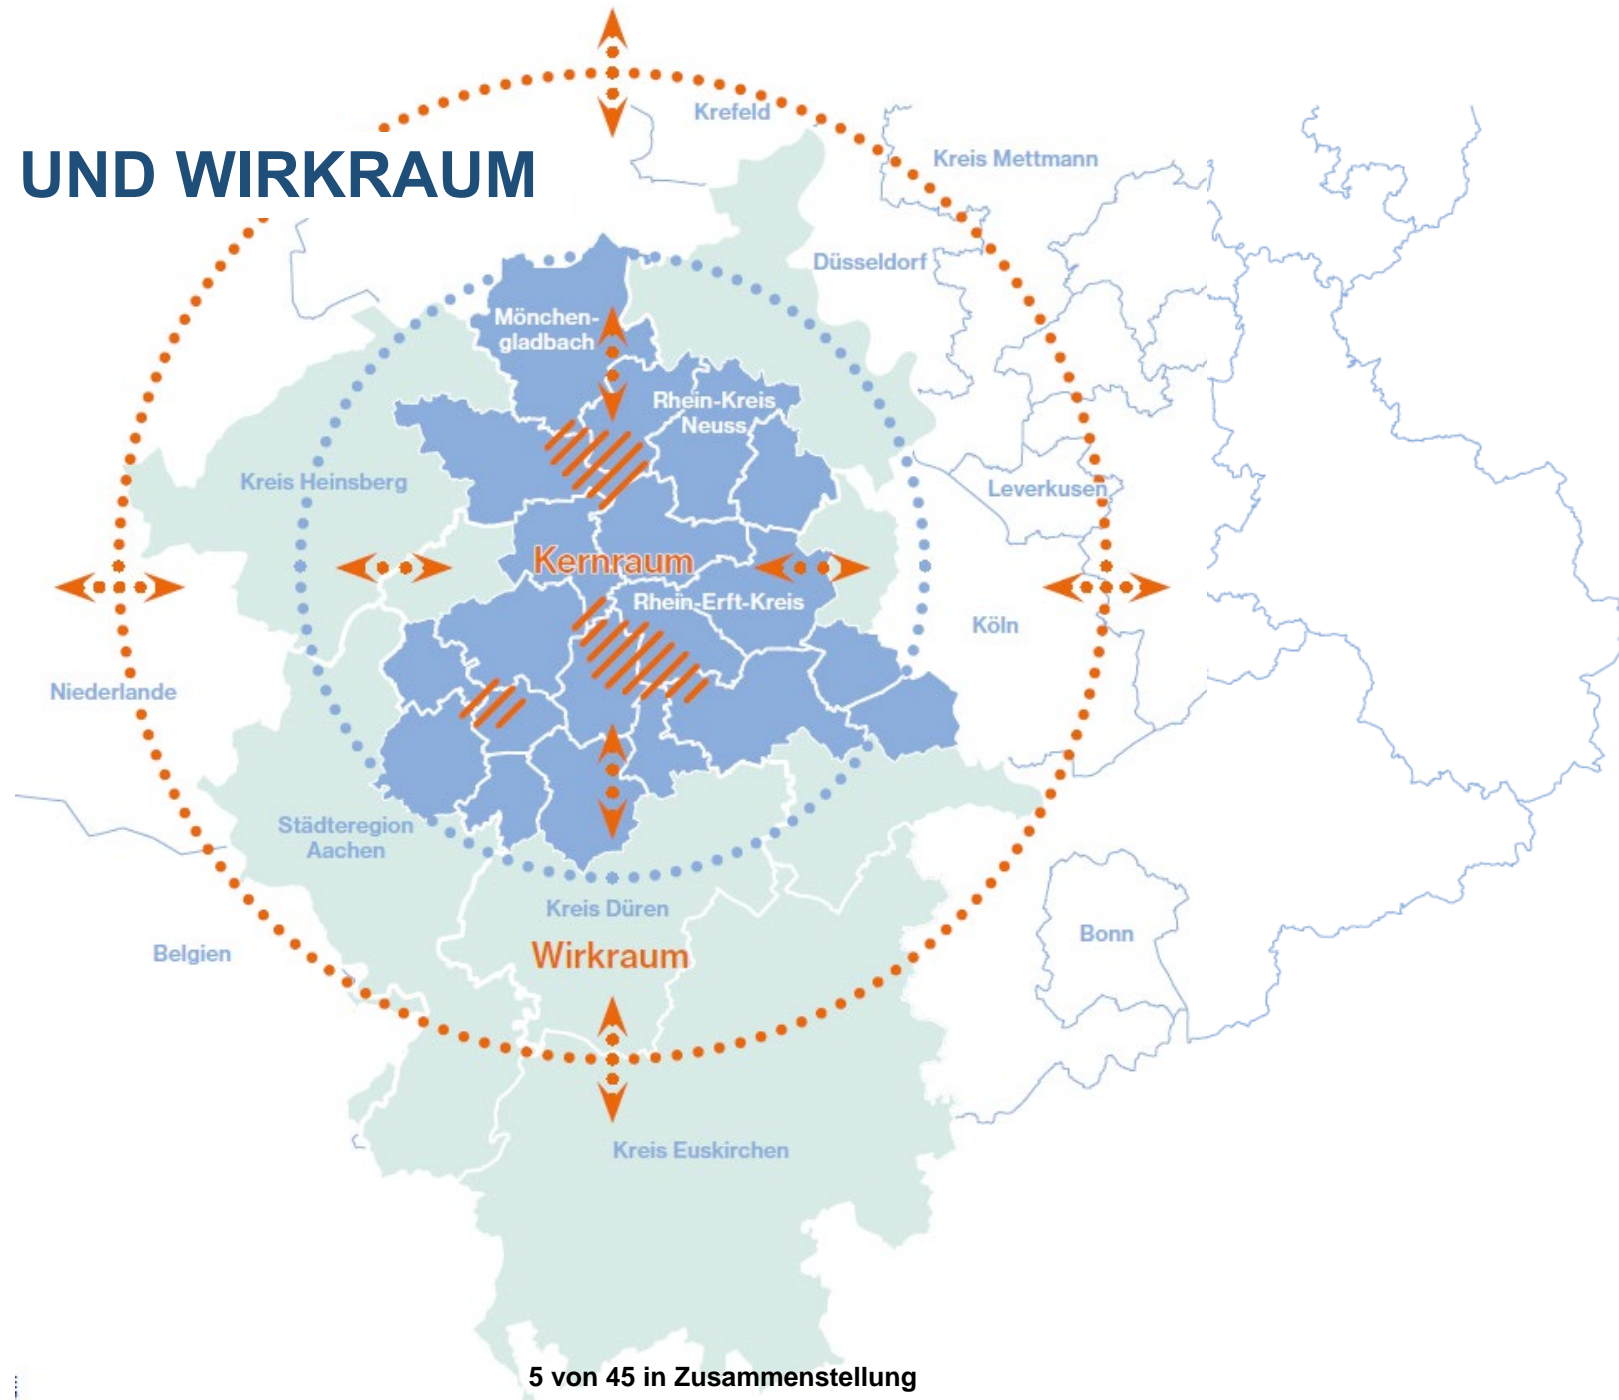 Krefeld
UND WIRKRAUM
Kreis Mettmann
Düsseldorf
Mönchen-
gladbach
Rhein-Kreis
Neuss
Kreis Heinsberg
Leverkusen
Kernraum
Rhein-Erft-Kreis
Köln
Niederlande
Städteregion
Aachen
Kreis Düren
Bonn
Wirkraum
Belgien
Kreis Euskirchen
5 von 45 in Zusammenstellung